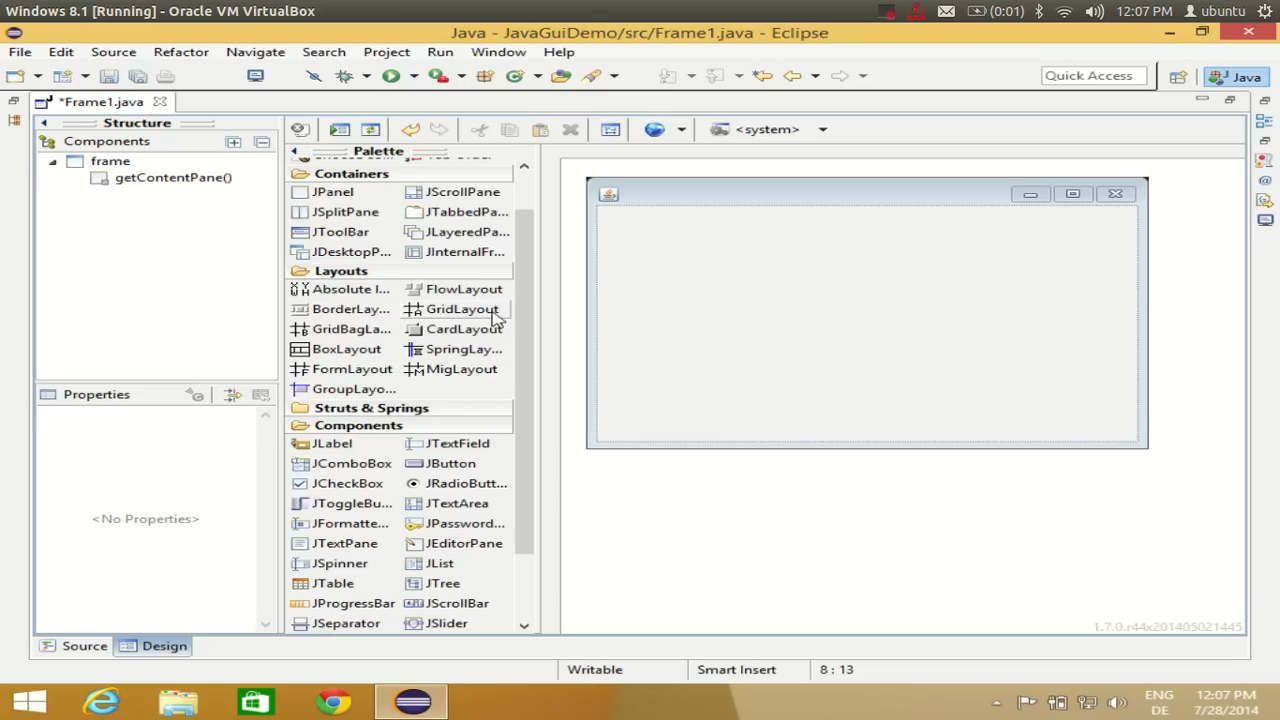 Windows 8.1 [Running] - Oracle VM VirtualBox
(0:01)
12:07 PM
ubuntu
Java - JavaGuiDemo/src/Frame1.java - Eclipse
File Edit Source Refactor Navigate Search Project Run Window Help
Quick Access
Java
*Frame1.java
Structure
Components
frame
getContentPane()
Properties
<No Properties>
<system>
Palette
Containers
JPanel JScrollPane
JSplitPane JTabbedPa...
JToolBar JLayeredPa...
JDesktopP... JInternalFr...
Layouts
Absolute l... FlowLayout
BorderLay... GridLayout
GridBagLa... CardLayout
BoxLayout SpringLay...
FormLayout MigLayout
GroupLayo...
Struts & Springs
Components
JLabel JTextField
JComboBox JButton
JCheckBox JRadioButt...
JToggleBu... JTextArea
JFormatte... JPassword...
JTextPane JEditorPane
JSpinner JList
JTable JTree
JProgressBar JScrollBar
JSeparator JSlider
1.7.0.r44x201405021445
Source Design
Writable Smart Insert 8 : 13
ENG 12:07 PM
DE 7/28/2014